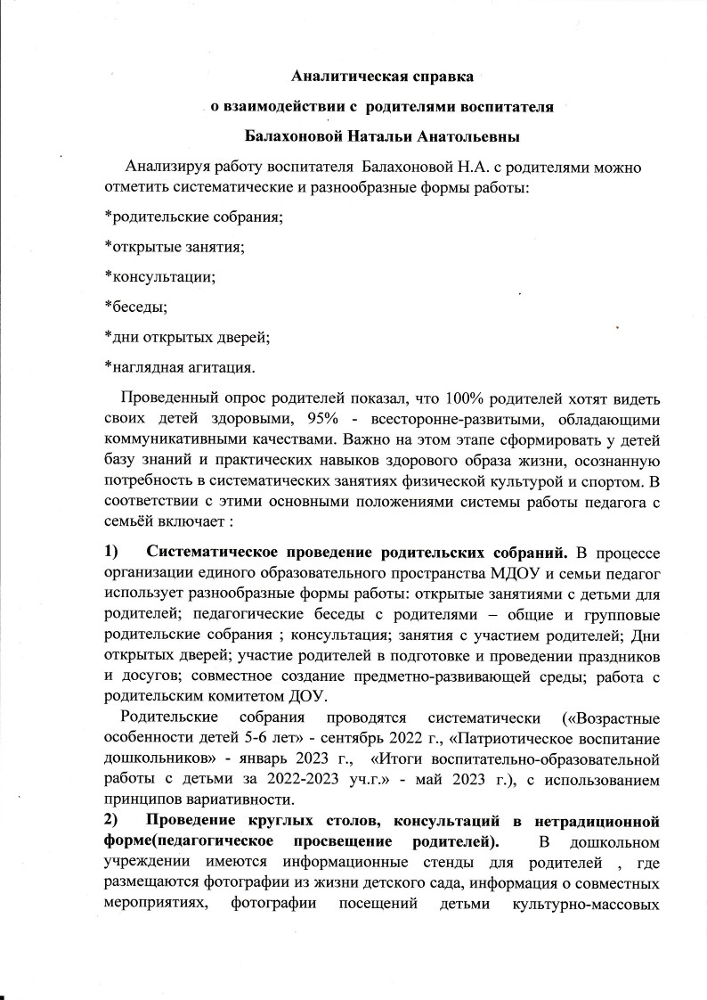 Аналитическая справка
о взаимодействии с родителями воспитателя
Балахоновой Натальи Анатольевны
Анализируя работу воспитателя Балахоновой Н.А. с родителями можно
отметить систематические и разнообразные формы работы:
*родительские собрания;
*открытые занятия;
*консультации;
*беседы;
*дни открытых дверей;
*наглядная агитация.
Проведенный опрос родителей показал, что 100% родителей хотят видеть
своих детей здоровыми, 95% - всесторонне-развитыми, обладающими
коммуникативными качествами. Важно на этом этапе сформировать у детей
базу знаний и практических навыков здорового образа жизни, осознанную
потребность в систематических занятиях физической культурой и спортом. В
соответствии с этими основными положениями системы работы педагога с
семьёй включает :
1) Систематическое проведение родительских собраний. В процессе
организации единого образовательного пространства МДОУ и семьи педагог
использует разнообразные формы работы: открытые занятиями с детьми для
родителей; педагогические беседы с родителями – общие и групповые
родительские собрания ; консультация; занятия с участием родителей; Дни
открытых дверей; участие родителей в подготовке и проведении праздников
и досугов; совместное создание предметно-развивающей среды; работа с
родительским комитетом ДОУ.
Родительские собрания проводятся систематически («Возрастные
особенности детей 5-6 лет» - сентябрь 2022 г., «Патриотическое воспитание
дошкольников» - январь 2023 г., «Итоги воспитательно-образовательной
работы с детьми за 2022-2023 уч.г.» - май 2023 г.), с использованием
принципов вариативности.
2) Проведение круглых столов, консультаций в нетрадиционной
форме(педагогическое просвещение родителей). В дошкольном
учреждении имеются информационные стенды для родителей , где
размещаются фотографии из жизни детского сада, информация о совместных
мероприятиях, фотографии посещений детьми культурно-массовых